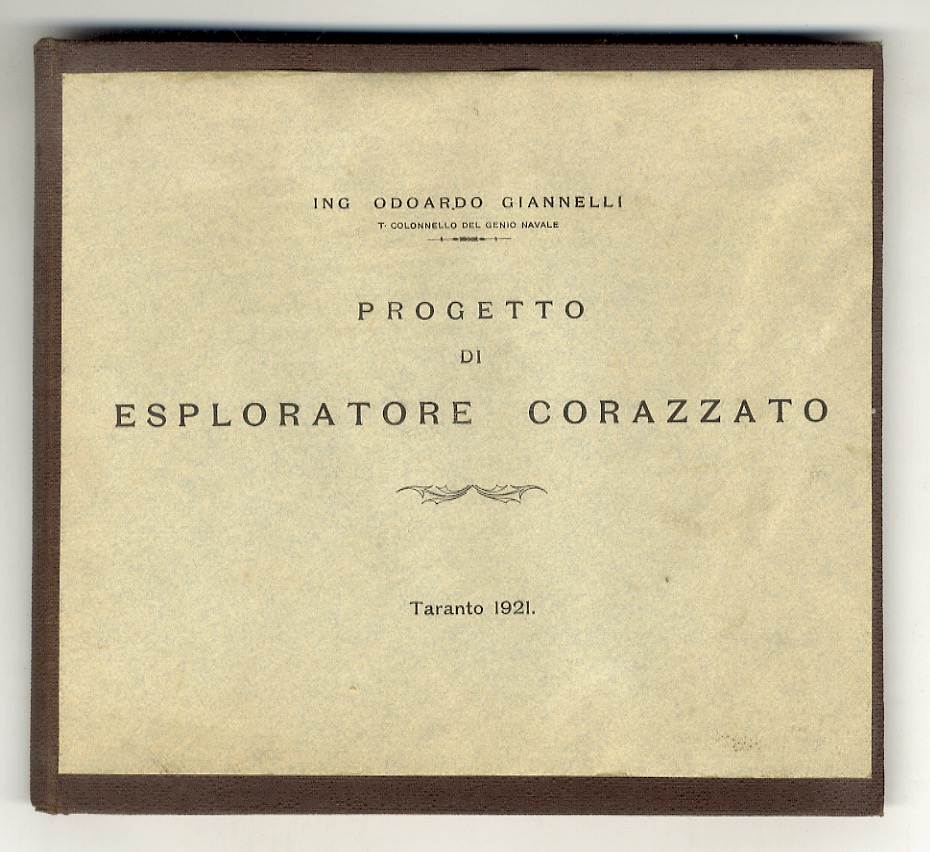 ING ODOARDO GIANNELLI
T. COLONNELLO DEL GENIO NAVALE
PROGETTO
DI
ESPLORATORE CORAZZATO
Taranto 1921.